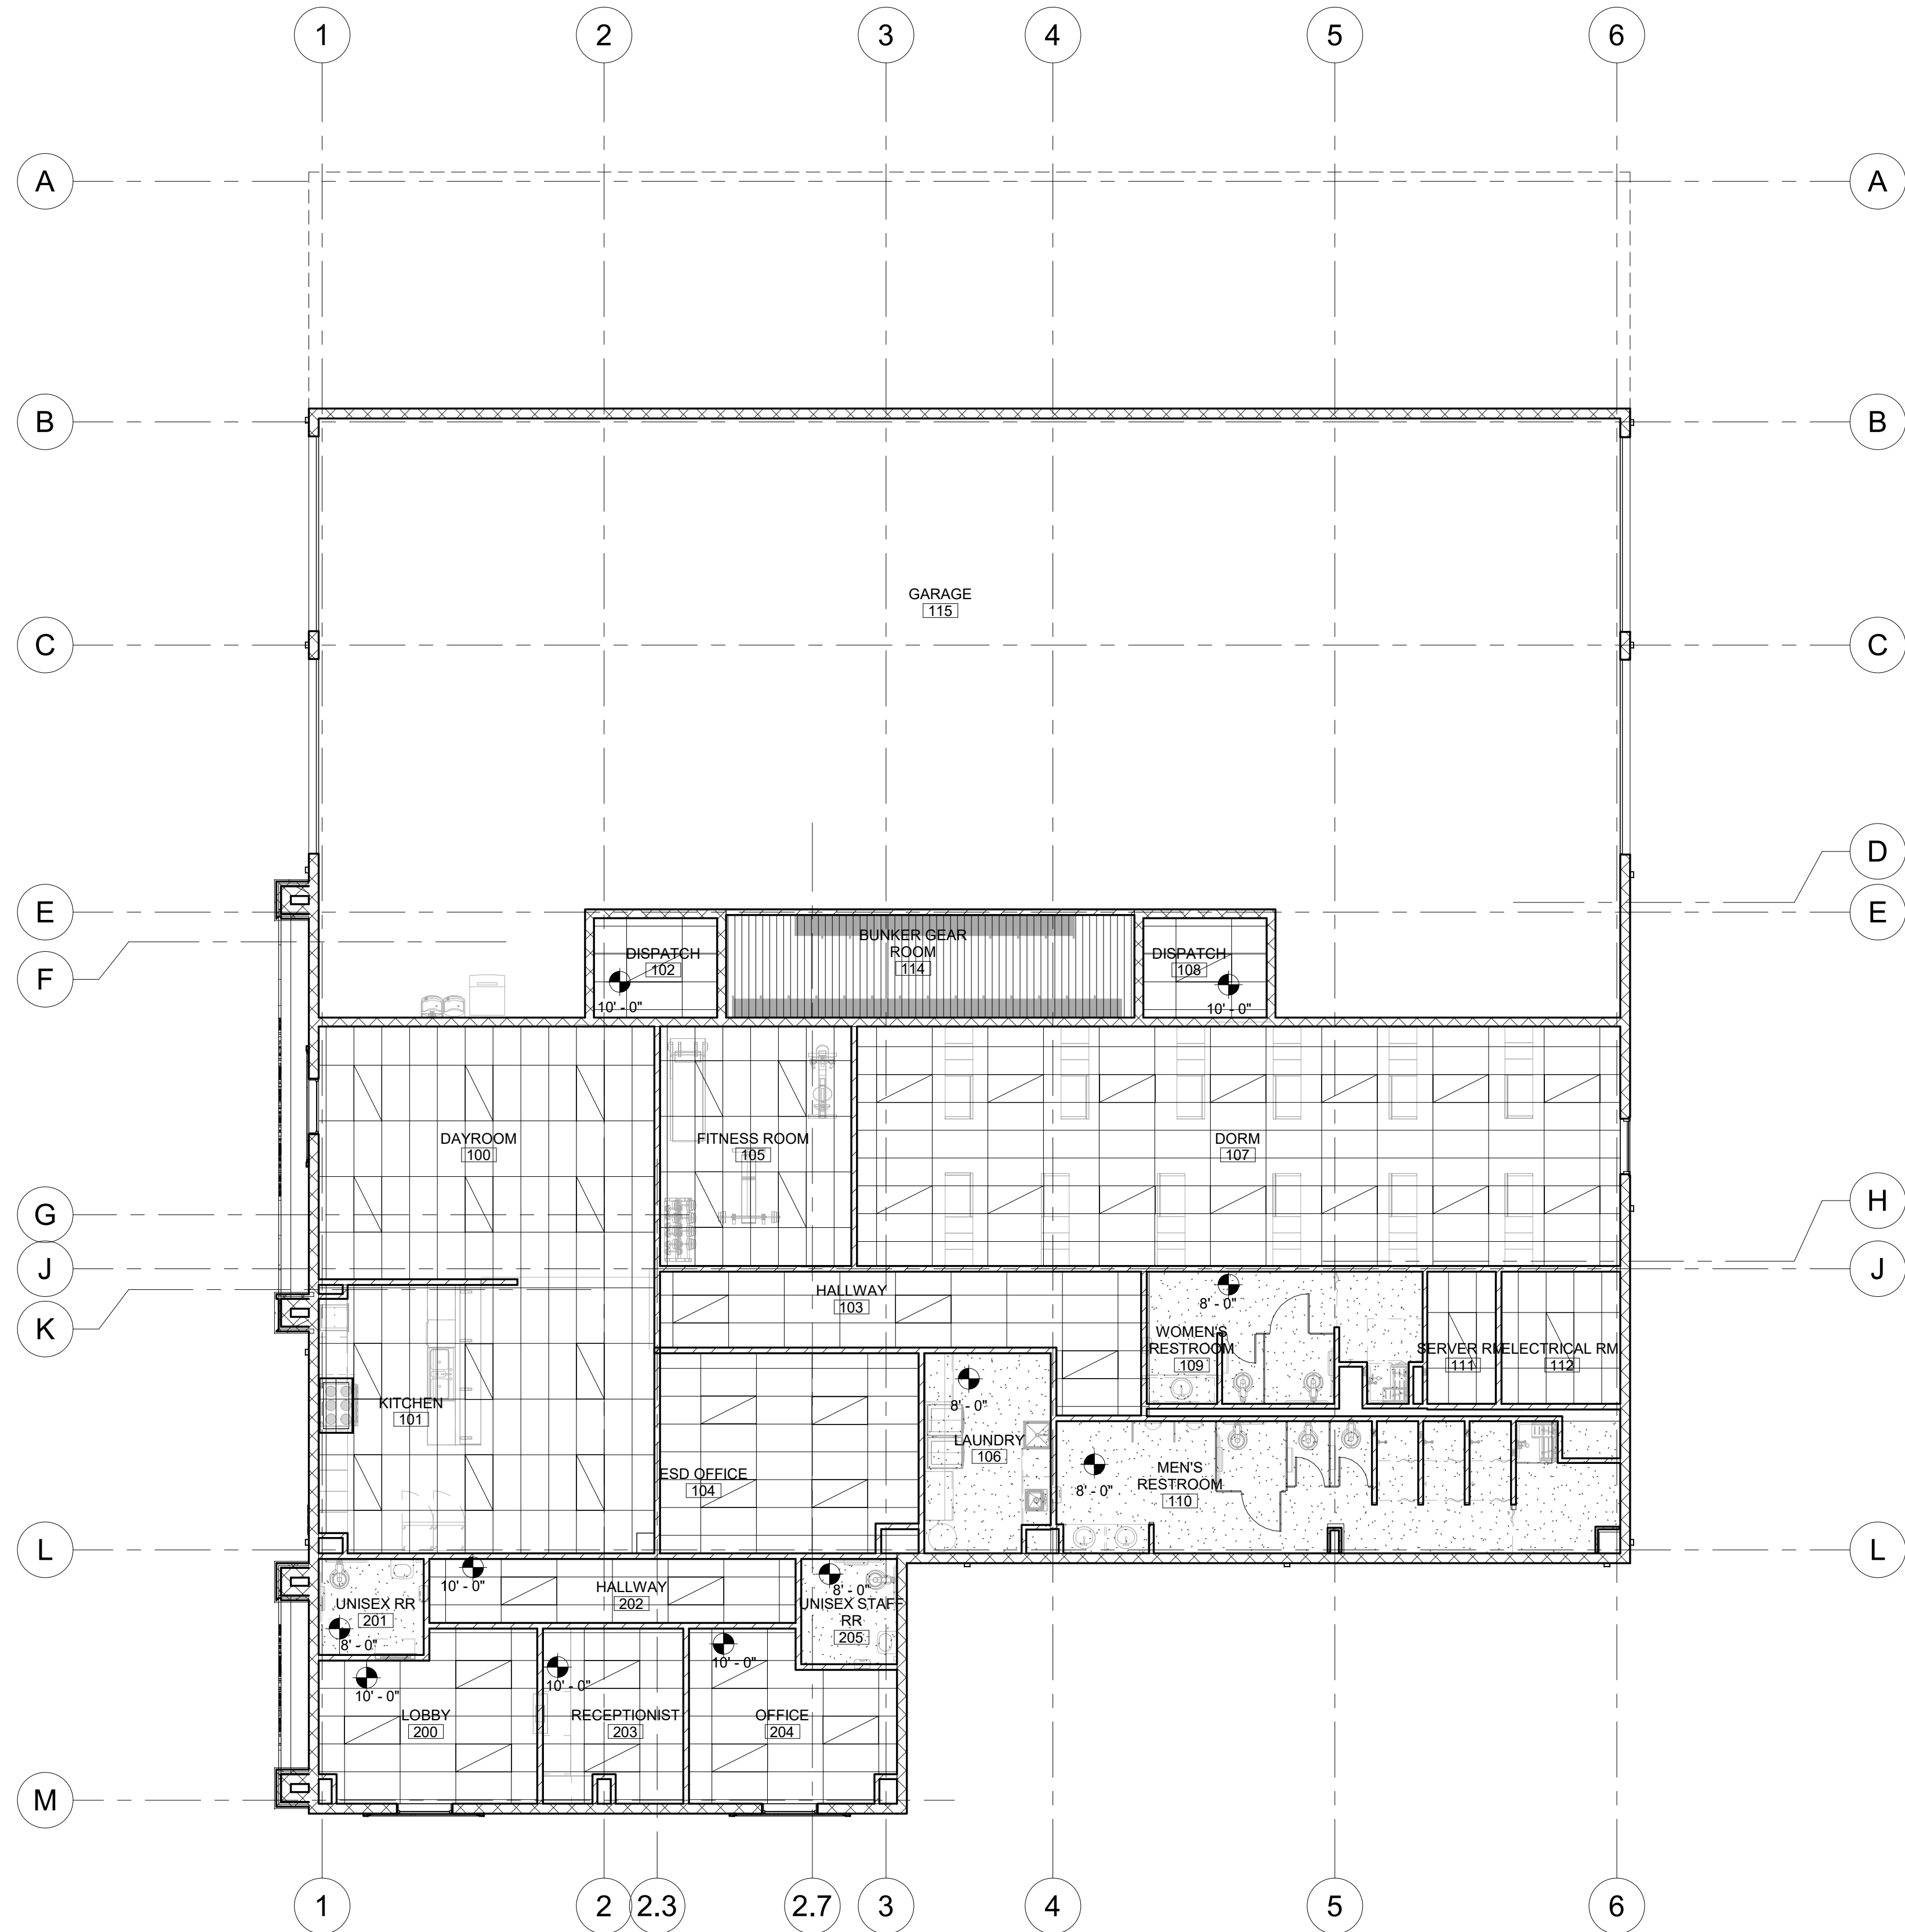 1 2 3 4 5 6
A A
B B
GARAGE
115
C C
D
E E
F
BUNKER GEAR
ROOM
114
DISPATCH
102
10' - 0"
DISPATCH
108
10' - 0"
DAYROOM
100
FITNESS ROOM
105
DORM
107
G
H
J J
K
HALLWAY
103
8' - 0"
WOMEN'S
RESTROOM
109
SERVER RM
111
ELECTRICAL RM
112
KITCHEN
101
8' - 0"
LAUNDRY
106
ESD OFFICE
104
MEN'S
RESTROOM
110
8' - 0"
L L
10' - 0"
HALLWAY
202
8' - 0"
UNISEX STAFF
RR
205
UNISEX RR
201
8' - 0"
10' - 0"
10' - 0"
10' - 0"
LOBBY
200
RECEPTIONIST
203
OFFICE
204
M
1 2 2.3 2.7 3 4 5 6